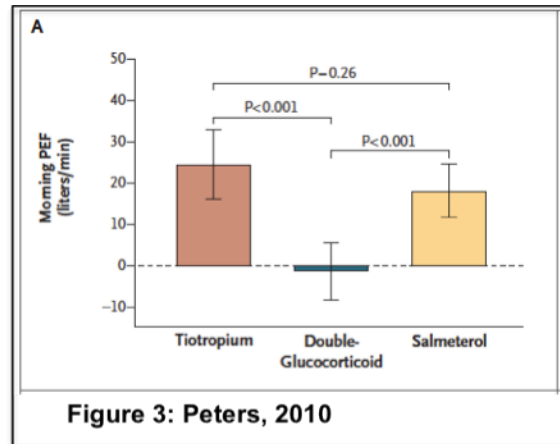 A
50
40
30
20
10
0
−10
Morning PEF
(liters/min)
P=0.26
P<0.001
P<0.001
Tiotropium
Double-
Glucocorticoid
Salmeterol
Figure 3: Peters, 2010